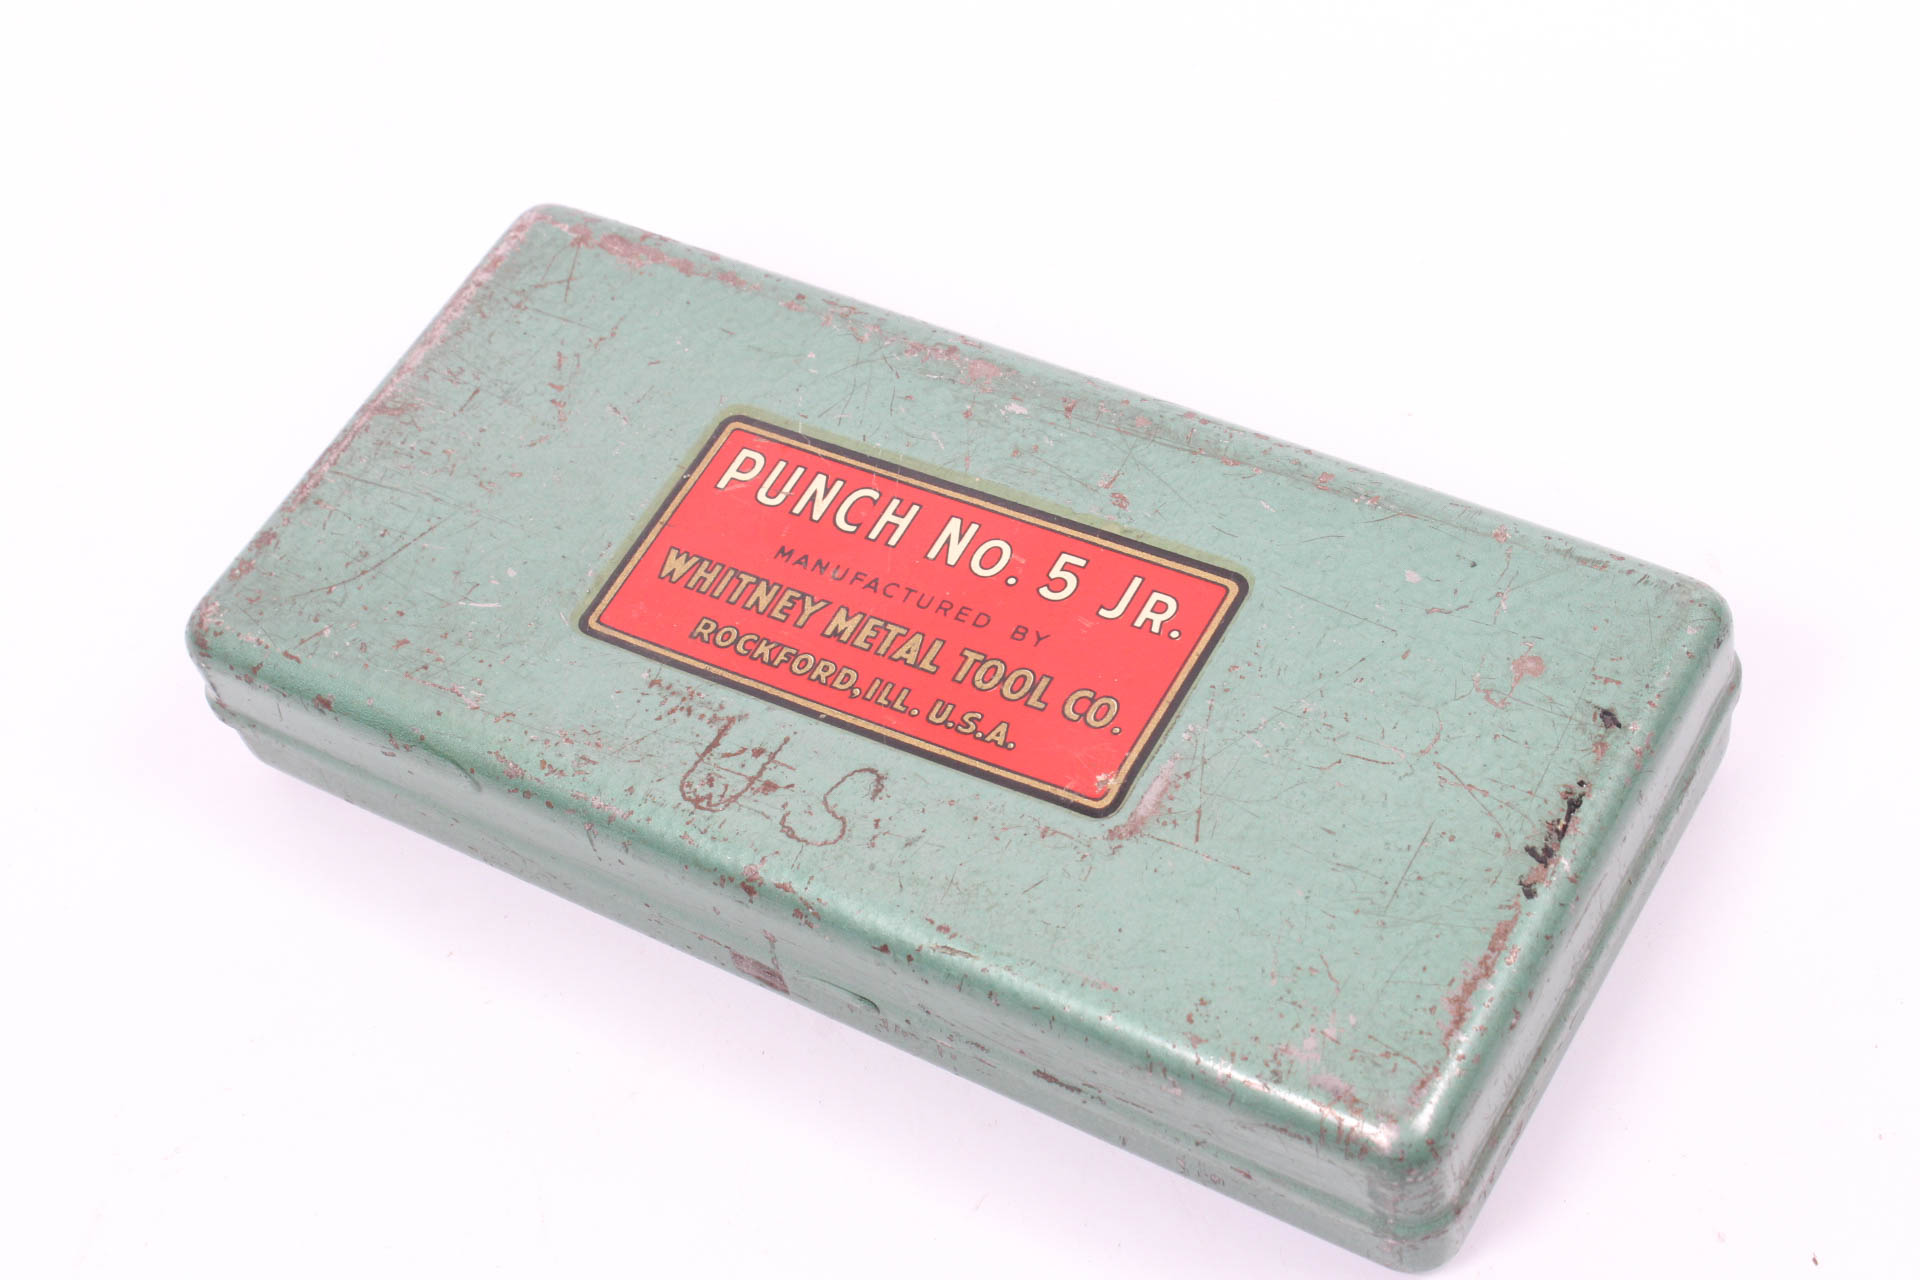 PUNCH NO. 5 JR.
MANUFACTURED BY
WHITNEY METAL TOOL CO.
ROCKFORD, ILL. U.S.A.
U S